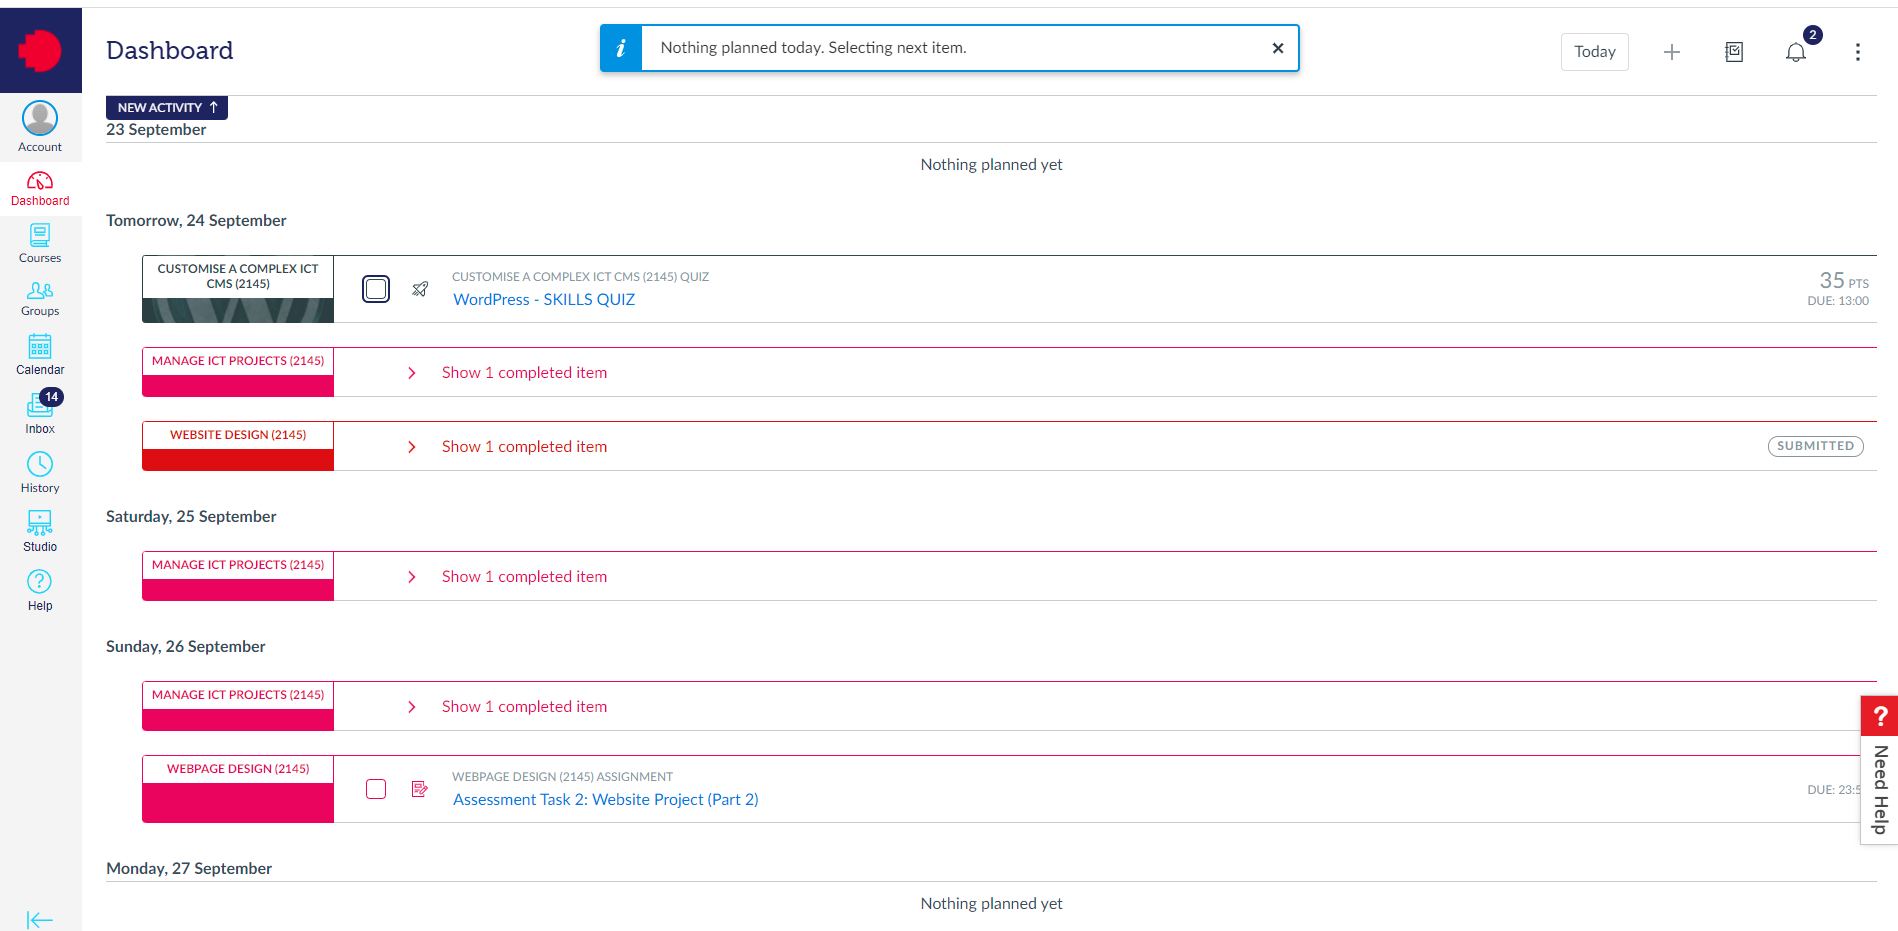 Dashboard
i
Nothing planned today. Selecting next item.
Today
2
NEW ACTIVITY
23 September
Nothing planned yet
Account
Dashboard
Courses
Groups
Calendar
14
Inbox
History
Studio
Help
Tomorrow, 24 September
CUSTOMISE A COMPLEX ICT
CMS (2145)
CUSTOMISE A COMPLEX ICT CMS (2145) QUIZ
WordPress - SKILLS QUIZ
35 PTS
DUE: 13:00
MANAGE ICT PROJECTS (2145)
Show 1 completed item
WEBSITE DESIGN (2145)
Show 1 completed item
SUBMITTED
Saturday, 25 September
MANAGE ICT PROJECTS (2145)
Show 1 completed item
Sunday, 26 September
MANAGE ICT PROJECTS (2145)
Show 1 completed item
WEBPAGE DESIGN (2145)
WEBPAGE DESIGN (2145) ASSIGNMENT
Assessment Task 2: Website Project (Part 2)
DUE: 23:5
? Need Help
Monday, 27 September
Nothing planned yet